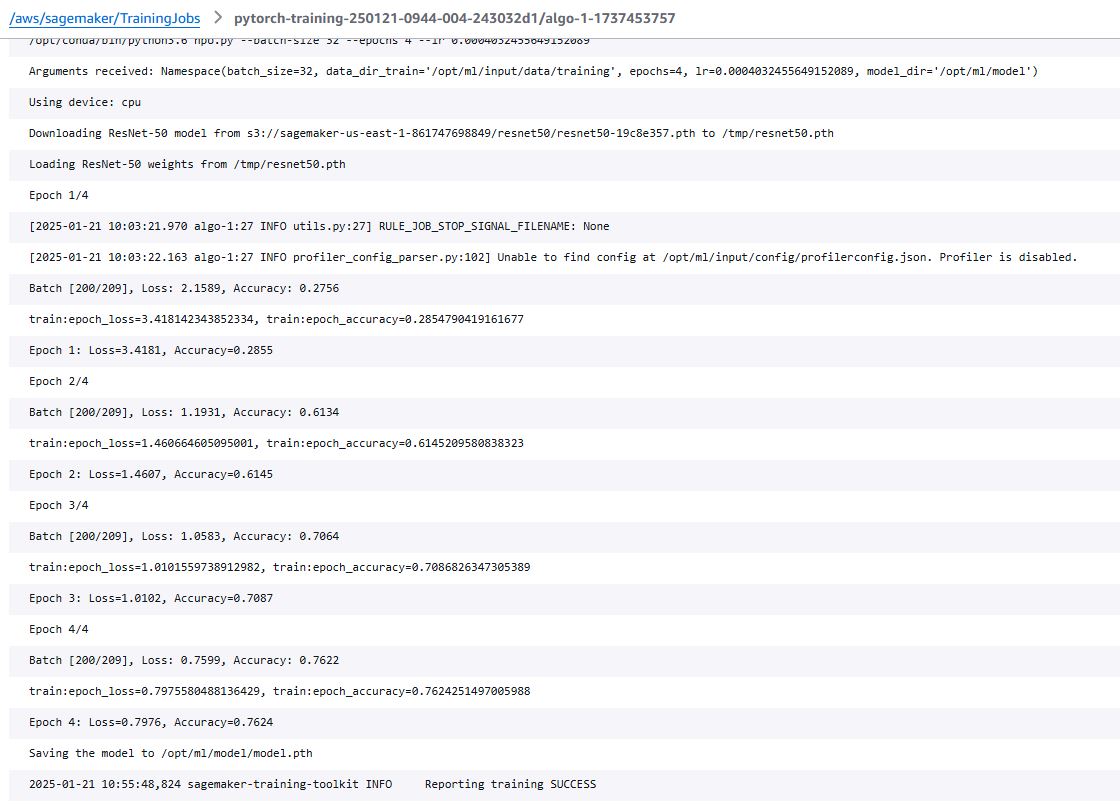 /aws/sagemaker/TrainingJobs > pytorch-training-250121-0944-004-243032d1/algo-1-1737453757
/opt/conda/bin/python3.6 hpo.py --batch-size 32 --epochs 4 --lr 0.0004032455649152089
Arguments received: Namespace(batch_size=32, data_dir_train='/opt/ml/input/data/training', epochs=4, lr=0.0004032455649152089, model_dir='/opt/ml/model')
Using device: cpu
Downloading ResNet-50 model from s3://sagemaker-us-east-1-861747698849/resnet50/resnet50-19c8e357.pth to /tmp/resnet50.pth
Loading ResNet-50 weights from /tmp/resnet50.pth
Epoch 1/4
[2025-01-21 10:03:21.970 algo-1:27 INFO utils.py:27] RULE_JOB_STOP_SIGNAL_FILENAME: None
[2025-01-21 10:03:22.163 algo-1:27 INFO profiler_config_parser.py:102] Unable to find config at /opt/ml/input/config/profilerconfig.json. Profiler is disabled.
Batch [200/209], Loss: 2.1589, Accuracy: 0.2756
train:epoch_loss=3.418142343852334, train:epoch_accuracy=0.2854790419161677
Epoch 1: Loss=3.4181, Accuracy=0.2855
Epoch 2/4
Batch [200/209], Loss: 1.1931, Accuracy: 0.6134
train:epoch_loss=1.460664605095001, train:epoch_accuracy=0.6145209580838323
Epoch 2: Loss=1.4607, Accuracy=0.6145
Epoch 3/4
Batch [200/209], Loss: 1.0583, Accuracy: 0.7064
train:epoch_loss=1.0101559738912982, train:epoch_accuracy=0.7086826347305389
Epoch 3: Loss=1.0102, Accuracy=0.7087
Epoch 4/4
Batch [200/209], Loss: 0.7599, Accuracy: 0.7622
train:epoch_loss=0.7975580488136429, train:epoch_accuracy=0.7624251497005988
Epoch 4: Loss=0.7976, Accuracy=0.7624
Saving the model to /opt/ml/model/model.pth
2025-01-21 10:55:48,824 sagemaker-training-toolkit INFO     Reporting training SUCCESS